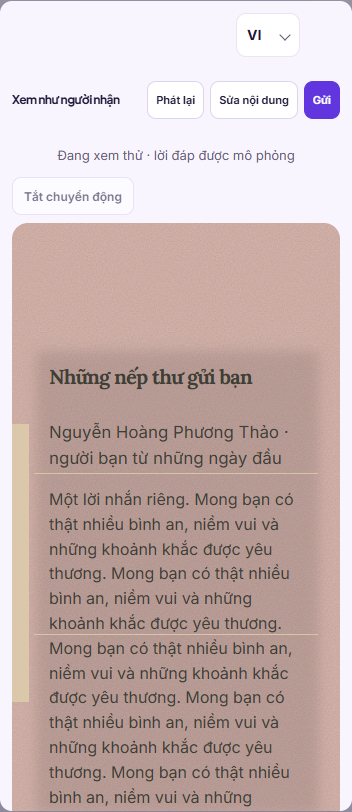 VI
Xem như người nhận
Phát lại
Sửa nội dung
Gửi
Đang xem thử · lời đáp được mô phỏng
Tắt chuyển động
Những nếp thư gửi bạn
Nguyễn Hoàng Phương Thảo ·
người bạn từ những ngày đầu
Một lời nhắn riêng. Mong bạn có
thật nhiều bình an, niềm vui và
những khoảnh khắc được yêu
thương. Mong bạn có thật nhiều
bình an, niềm vui và những
khoảnh khắc được yêu thương.
Mong bạn có thật nhiều bình an,
niềm vui và những khoảnh khắc
được yêu thương. Mong bạn có
thật nhiều bình an, niềm vui và
những khoảnh khắc được yêu
thương. Mong bạn có thật nhiều
bình an, niềm vui và những